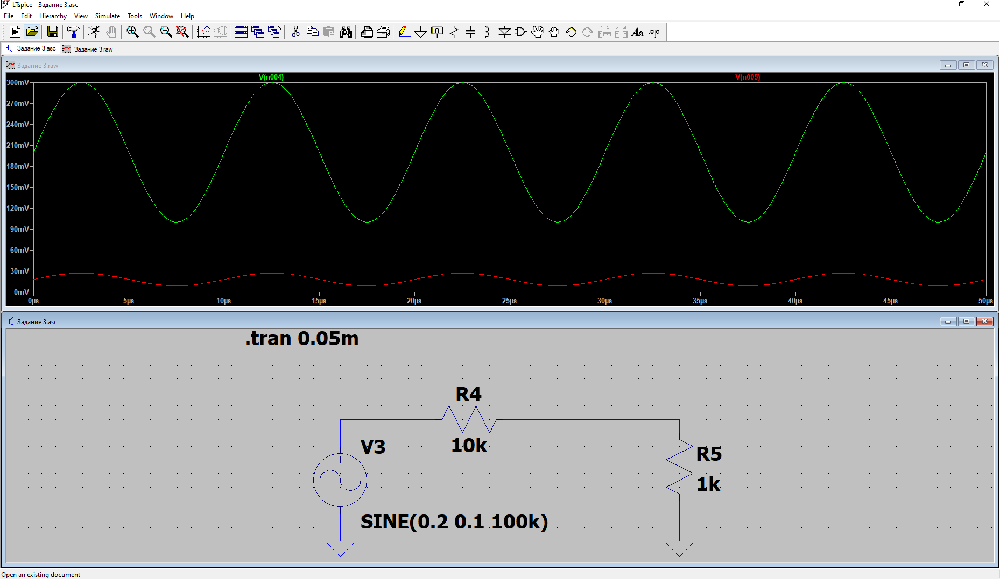 LTspice - Задание 3.asc
File Edit Hierarchy View Simulate Tools Window Help
Aa .op
Задание 3.asc Задание 3.raw
Задание 3.raw
V(n004) V(n005)
300mV
270mV
240mV
210mV
180mV
150mV
120mV
90mV
60mV
30mV
0mV
0µs 5µs 10µs 15µs 20µs 25µs 30µs 35µs 40µs 45µs 50µs
Задание 3.asc
.tran 0.05m
R4
10k
V3
R5
1k
SINE(0.2 0.1 100k)
Open an existing document